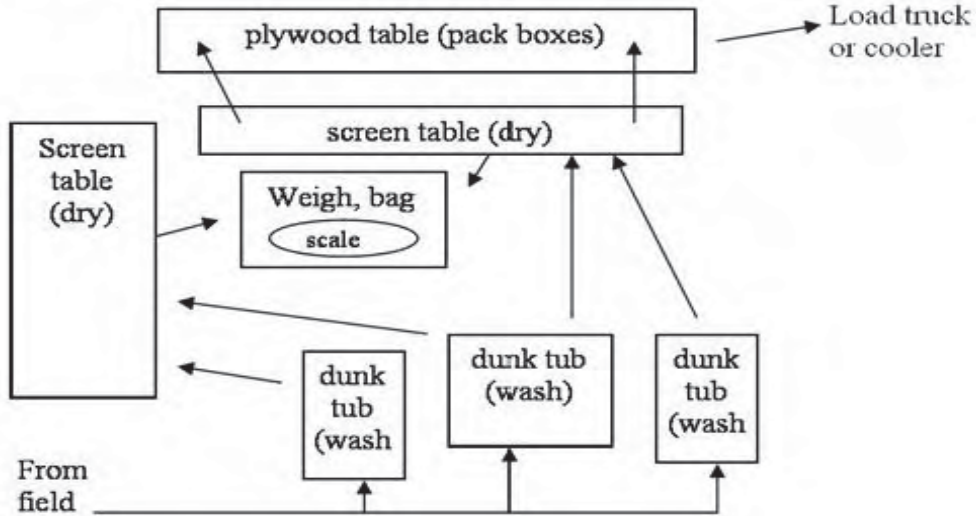 plywood table (pack boxes)
Load truck
or cooler
screen table (dry)
Screen
table
(dry)
Weigh, bag
scale
dunk
tub
(wash
dunk tub
(wash)
dunk
tub
(wash
From
field